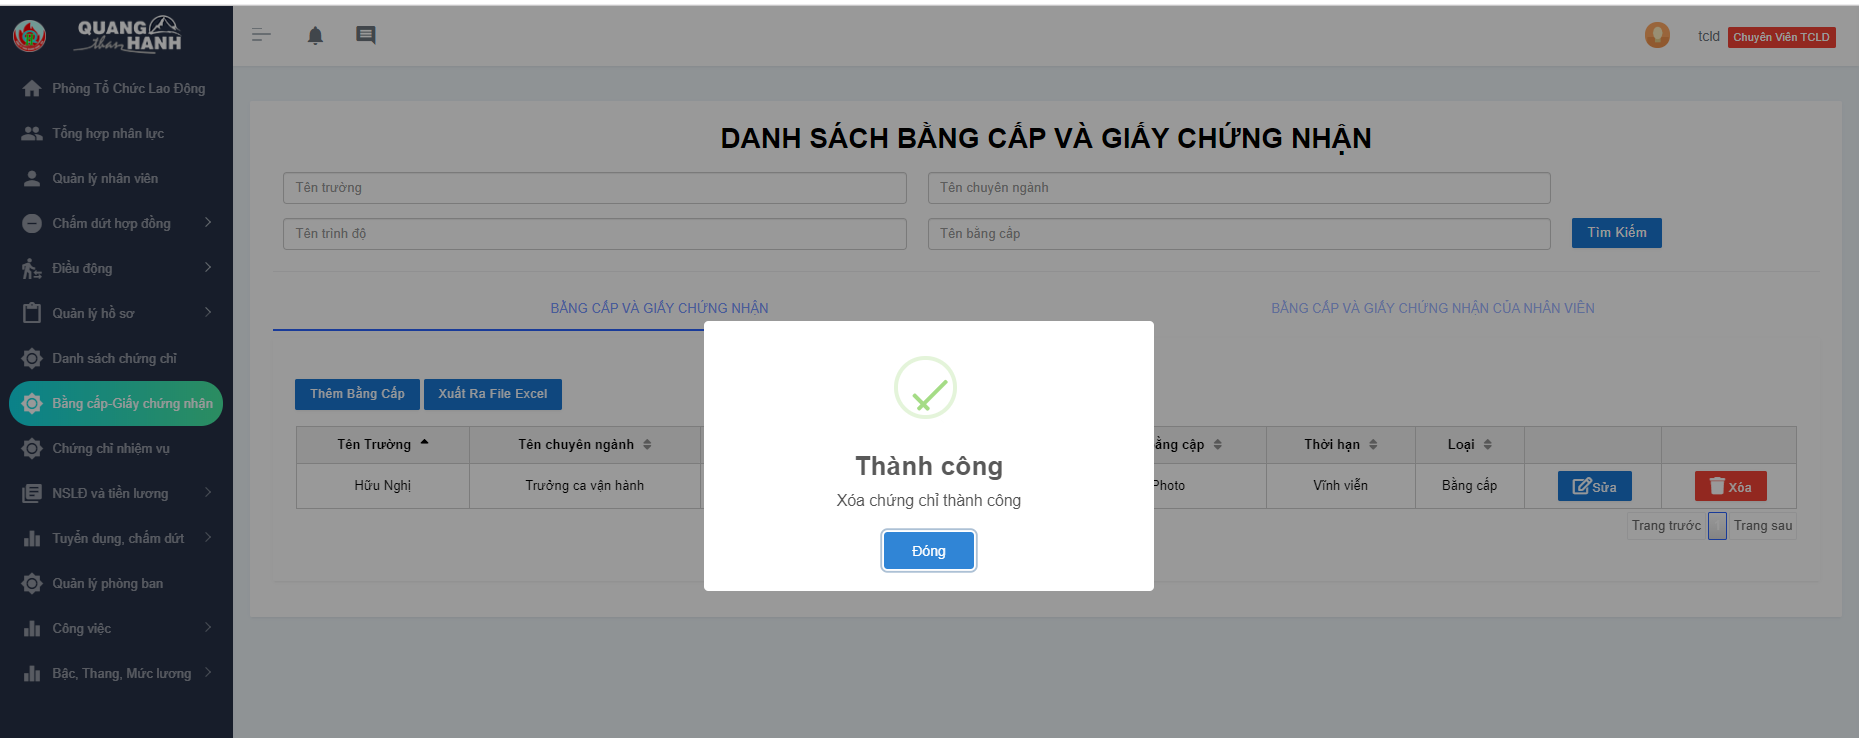 QUANG
than HANH
tcld Chuyên Viên TCLD
Phòng Tổ Chức Lao Động
Tổng hợp nhân lực
Quản lý nhân viên
Chấm dứt hợp đồng
Điều động
Quản lý hồ sơ
Danh sách chứng chỉ
Bằng cấp-Giấy chứng nhận
Chứng chỉ nhiệm vụ
NSLĐ và tiền lương
Tuyển dụng, chấm dứt
Quản lý phòng ban
Công việc
Bậc, Thang, Mức lương
DANH SÁCH BẰNG CẤP VÀ GIẤY CHỨNG NHẬN
Tên trường Tên chuyên ngành
Tên trình độ Tên bằng cấp Tìm Kiếm
BẰNG CẤP VÀ GIẤY CHỨNG NHẬN BẰNG CẤP VÀ GIẤY CHỨNG NHẬN CỦA NHÂN VIÊN
Thêm Bằng Cấp Xuất Ra File Excel
Tên Trường Tên chuyên ngành ằng cập Thời hạn Loại
Hữu Nghị Trưởng ca vận hành Photo Vĩnh viễn Bằng cấp Sửa Xóa
Trang trước 1 Trang sau
Thành công
Xóa chứng chỉ thành công
Đóng